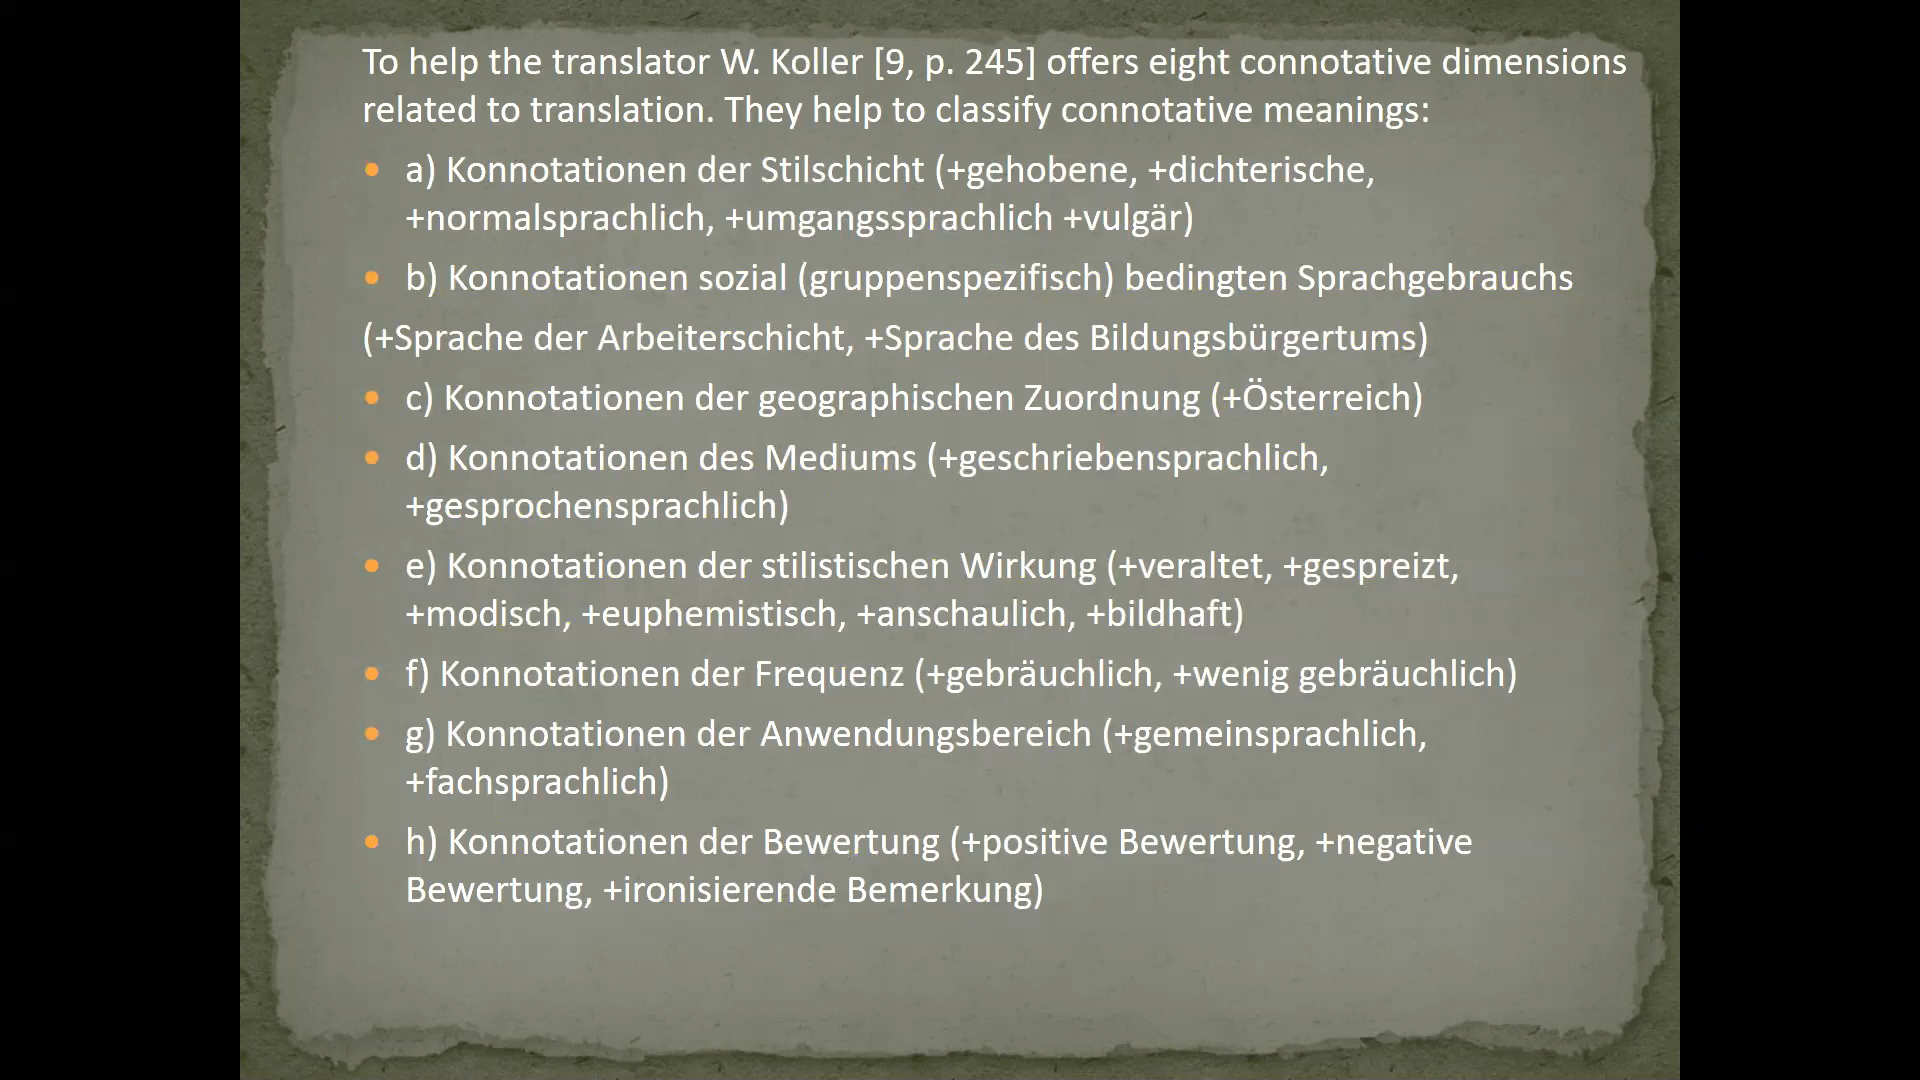 To help the translator W. Koller [9, p. 245] offers eight connotative dimensions
related to translation. They help to classify connotative meanings:
• a) Konnotationen der Stilschicht (+gehobene, +dichterische,
+normalsprachlich, +umgangssprachlich +vulgär)
• b) Konnotationen sozial (gruppenspezifisch) bedingten Sprachgebrauchs
(+Sprache der Arbeiterschicht, +Sprache des Bildungsbürgertums)
• c) Konnotationen der geographischen Zuordnung (+Österreich)
• d) Konnotationen des Mediums (+geschriebensprachlich,
+gesprochensprachlich)
• e) Konnotationen der stilistischen Wirkung (+veraltet, +gespreizt,
+modisch, +euphemistisch, +anschaulich, +bildhaft)
• f) Konnotationen der Frequenz (+gebräuchlich, +wenig gebräuchlich)
• g) Konnotationen der Anwendungsbereich (+gemeinsprachlich,
+fachsprachlich)
• h) Konnotationen der Bewertung (+positive Bewertung, +negative
Bewertung, +ironisierende Bemerkung)